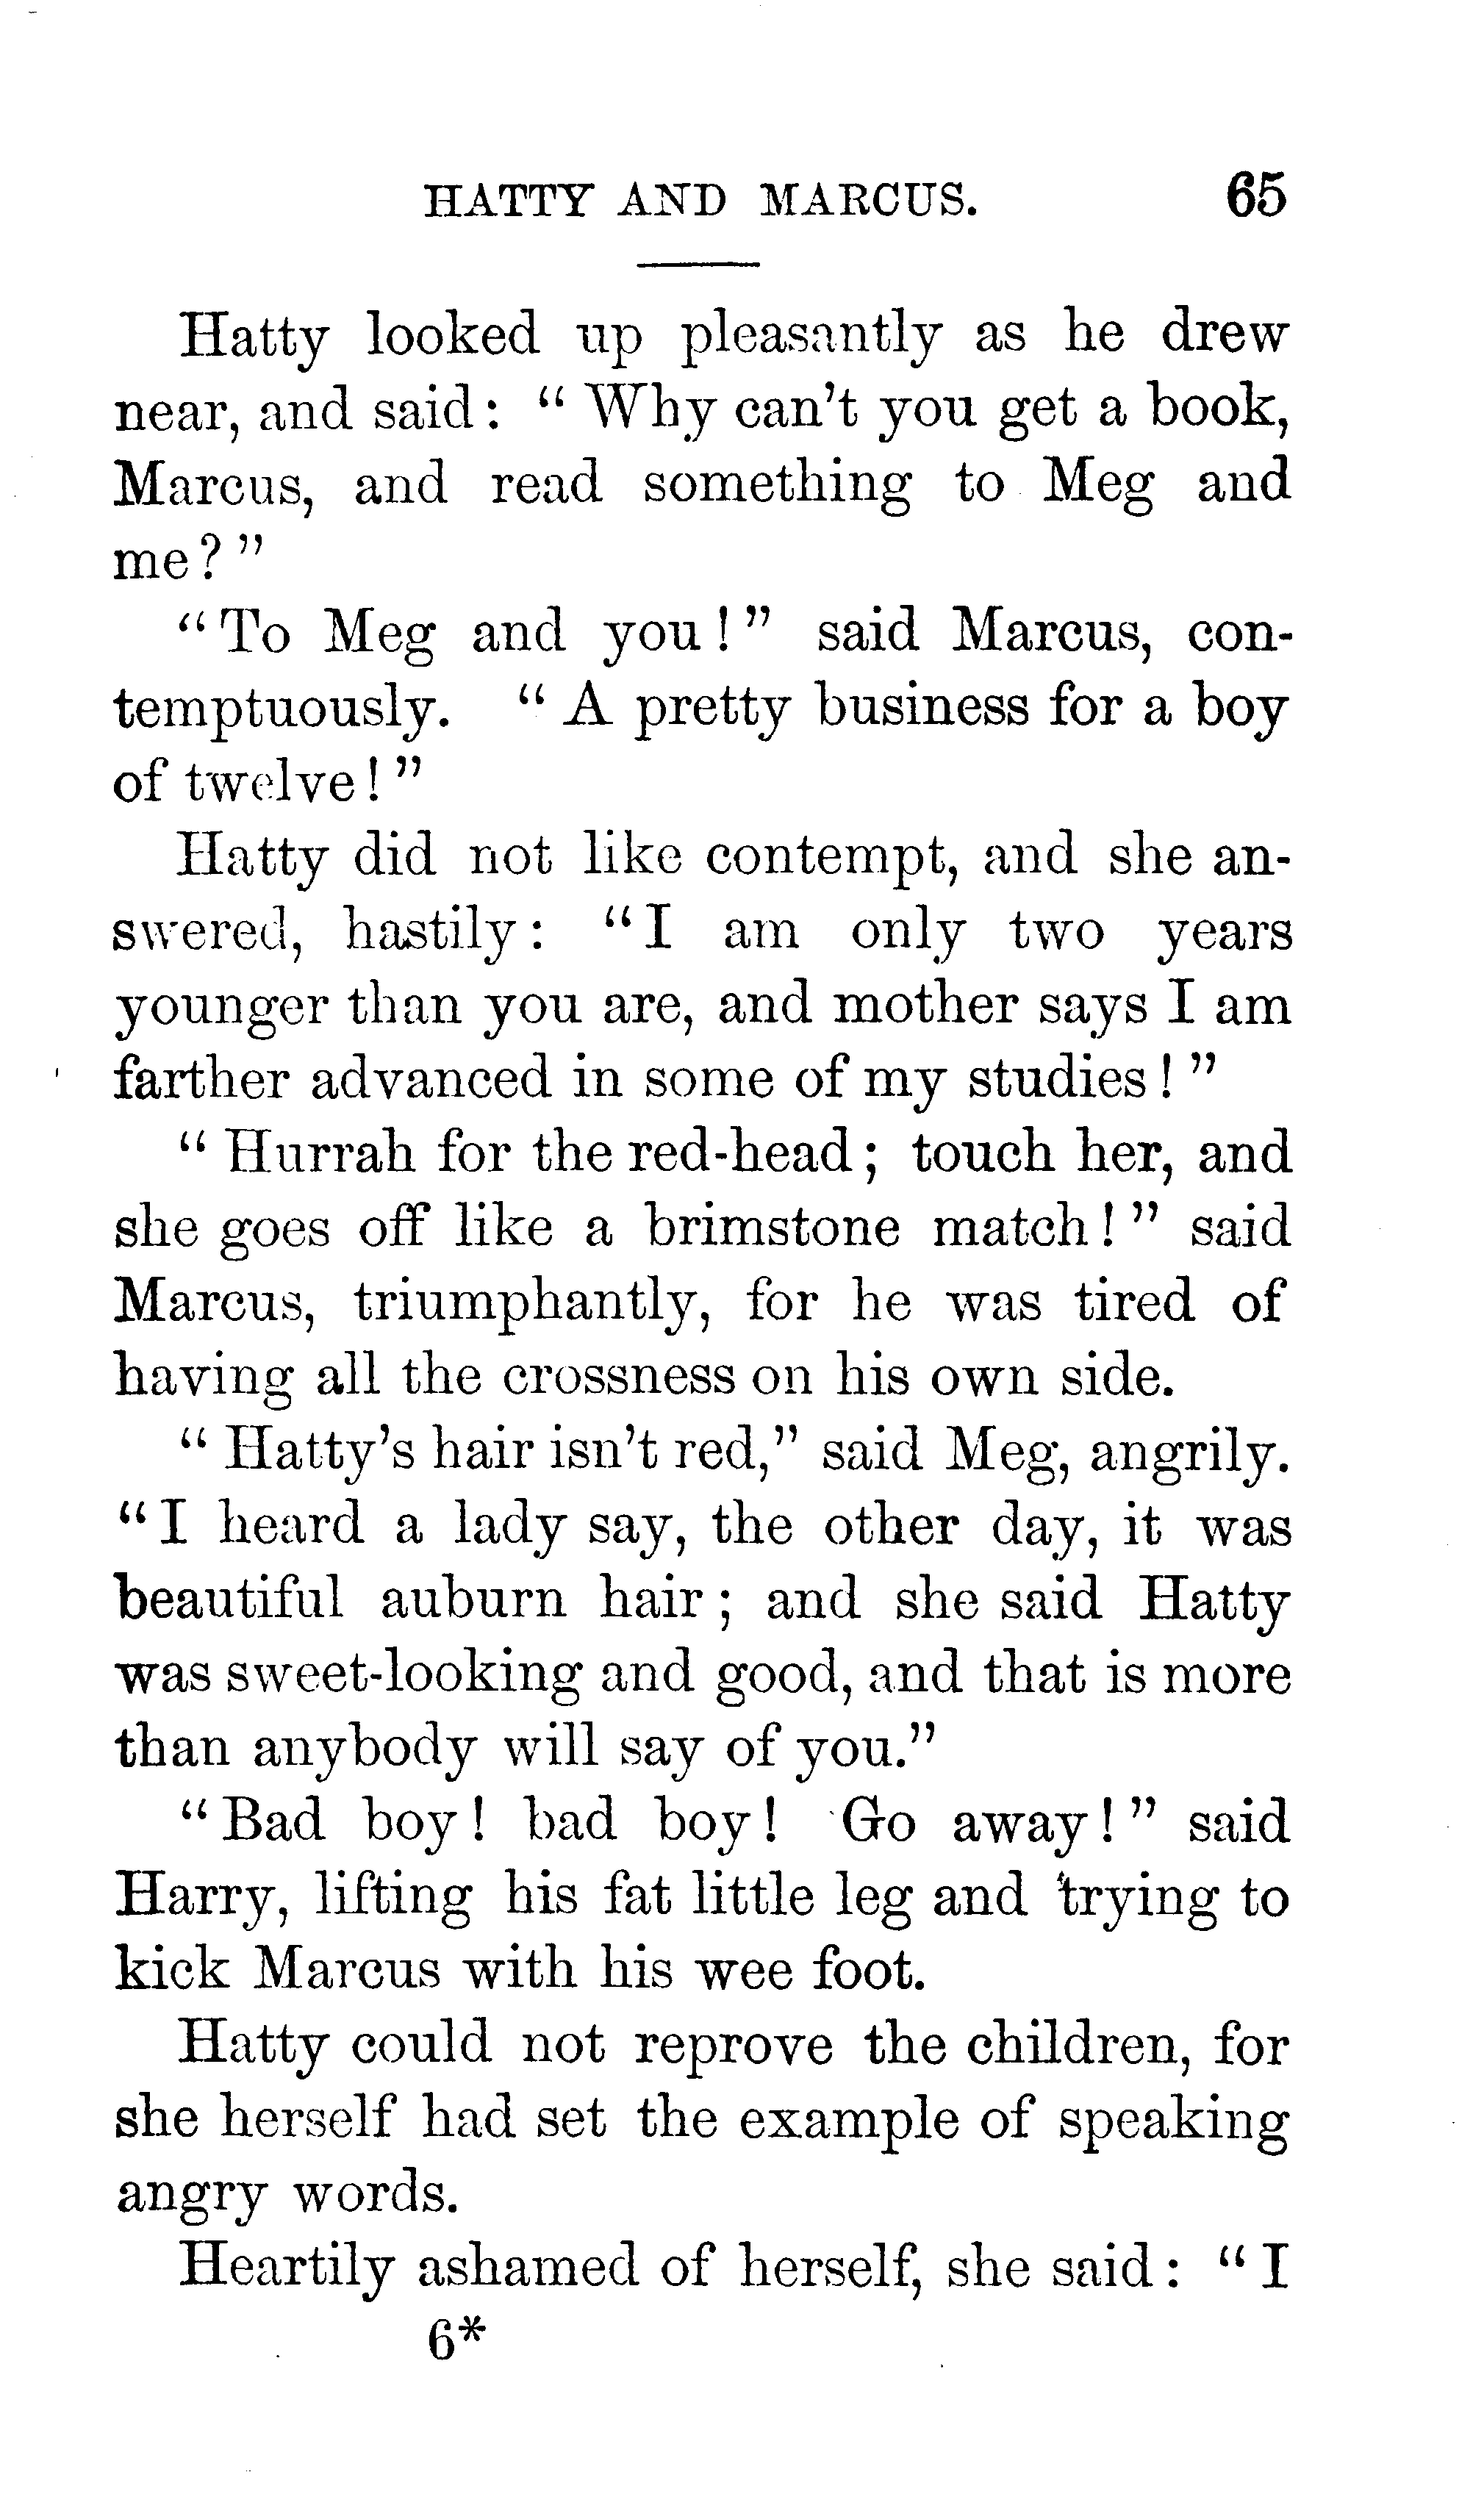 HATTY AND MARCUS. 65
Hatty looked up pleasantly as he drew
near, and said: "Why can't you get a book,
Marcus, and read something to Meg and
me?"
"To Meg and you!" said Marcus, con-
temptuously. "A pretty business for a boy
of twelve!"
Hatty did not like contempt, and she an-
swered, hastily: "I am only two years
younger than you are, and mother says I am
farther advanced in some of my studies!"
"Hurrah for the red-head; touch her, and
she goes off like a brimstone match!" said
Marcus, triumphantly, for he was tired of
having all the crossness on his own side.
"Hatty's hair isn't red," said Meg, angrily.
"I heard a lady say, the other day, it was
beautiful auburn hair; and she said Hatty
was sweet-looking and good, and that is more
than anybody will say of you."
"Bad boy! bad boy! Go away!" said
Harry, lifting his fat little leg and trying to
kick Marcus with his wee foot.
Hatty could not reprove the children, for
she herself had set the example of speaking
angry words.
Heartily ashamed of herself, she said: "I
6*